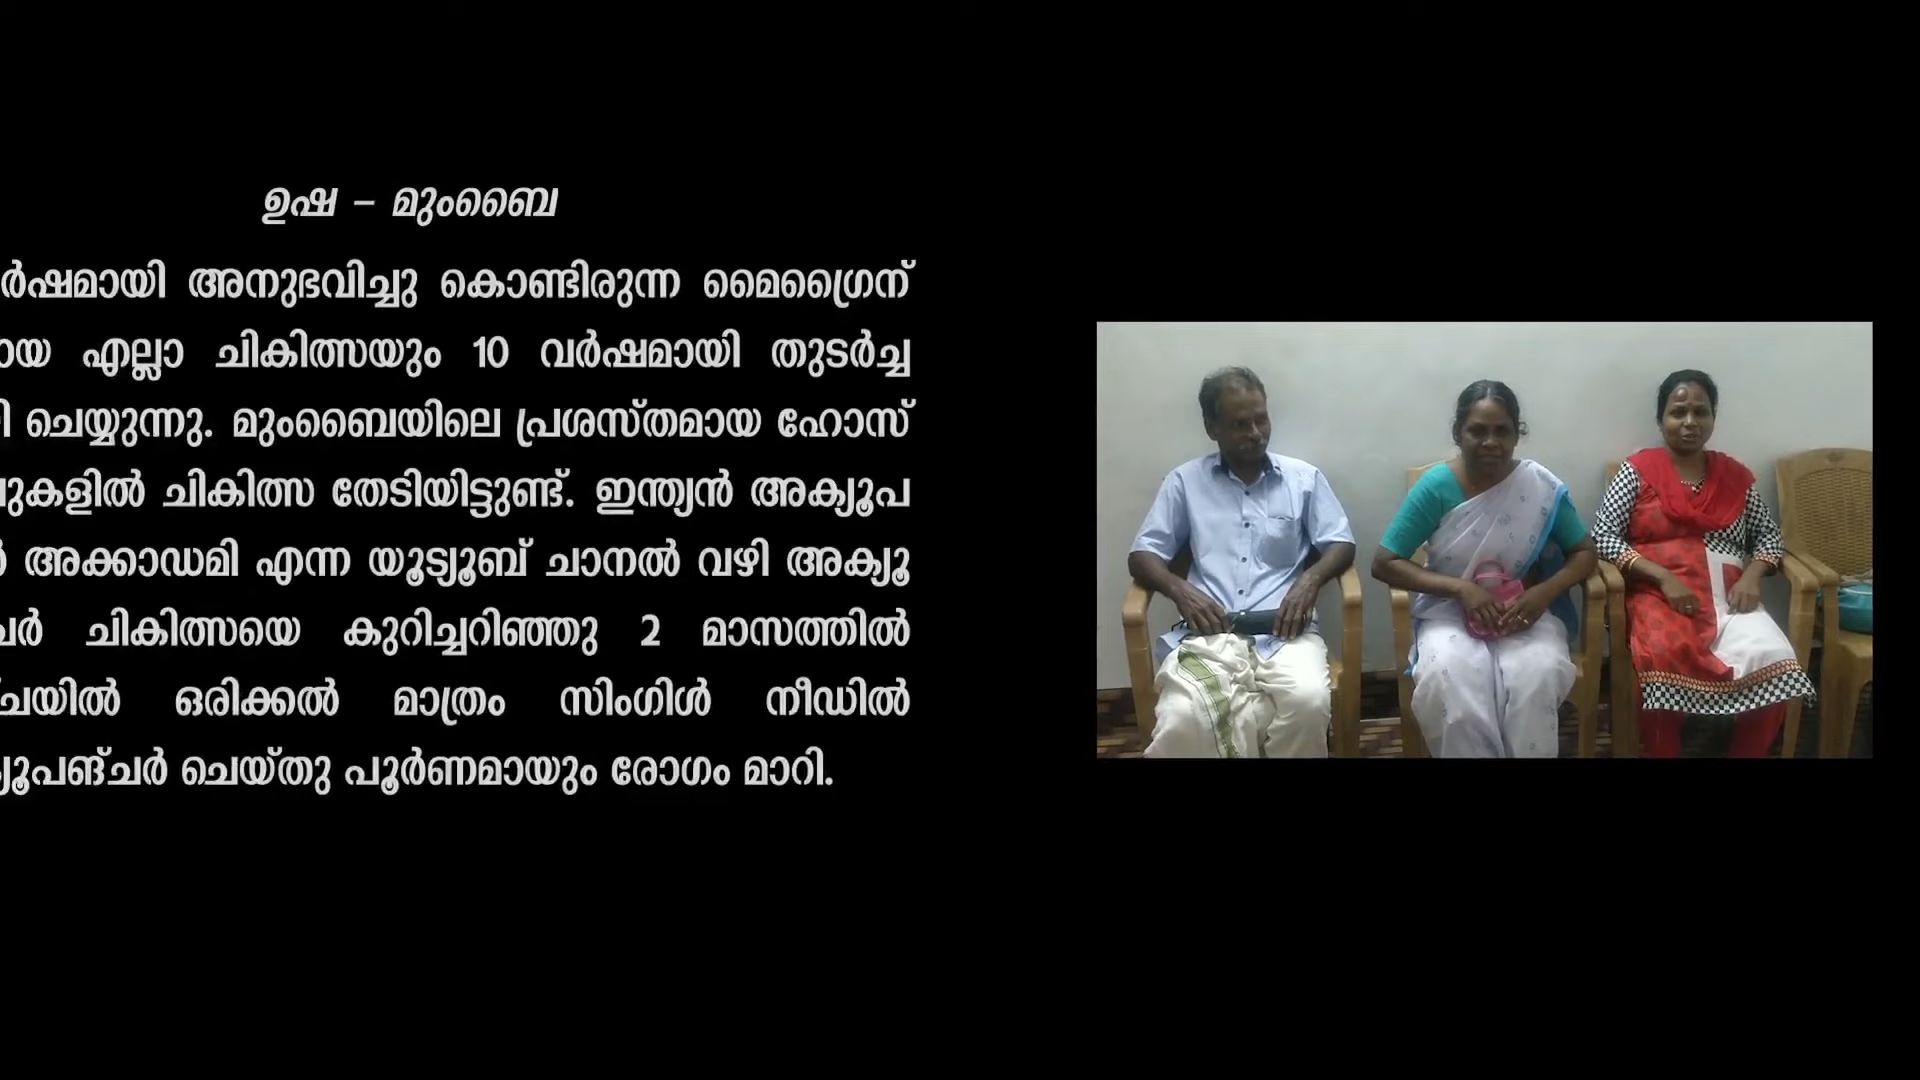 ഉഷ – മുംബൈ
ർഷമായി അനുഭവിച്ചു കൊണ്ടിരുന്ന മൈഗ്രൈന്
ായ എല്ലാ ചികിത്സയും 10 വർഷമായി തുടർച്ച
ി ചെയ്യുന്നു. മുംബൈയിലെ പ്രശസ്തമായ ഹോസ്
ുകളിൽ ചികിത്സ തേടിയിട്ടുണ്ട്. ഇന്ത്യൻ അക്യൂപ
അക്കാഡമി എന്ന യൂട്യൂബ് ചാനൽ വഴി അക്യൂ
ചർ ചികിത്സയെ കുറിച്ചറിഞ്ഞു 2 മാസത്തിൽ
ചയിൽ ഒരിക്കൽ മാത്രം സിംഗിൾ നീഡിൽ
്യൂപങ്ചർ ചെയ്തു പൂർണമായും രോഗം മാറി.